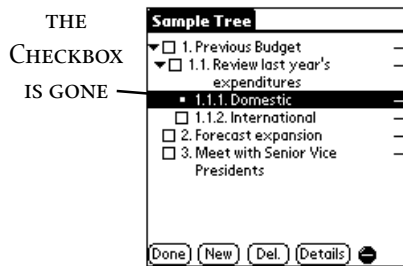 THE
CHECKBOX
IS GONE
Sample Tree
1. Previous Budget
1.1. Review last year's
expenditures
1.1.1. Domestic
1.1.2. International
2. Forecast expansion
3. Meet with Senior Vice
Presidents
Done New Del. Details